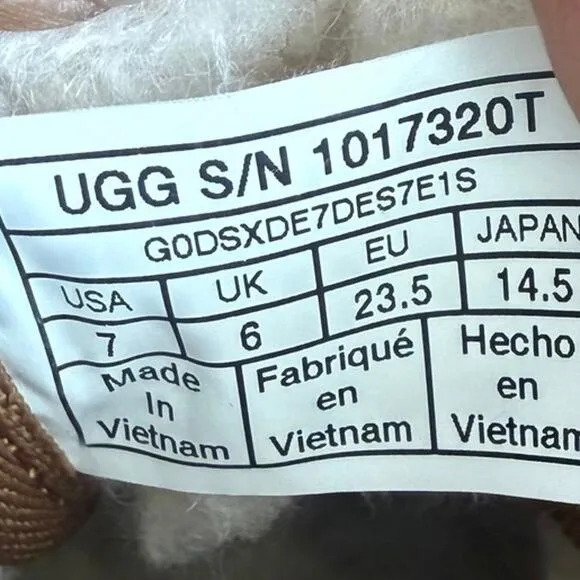 UGG S/N 1017320T
G0DSXDE7DES7E1S
USA UK EU JAPAN
7 6 23.5 14.5
Made In Vietnam
Fabriqué en Vietnam
Hecho en Vietnam